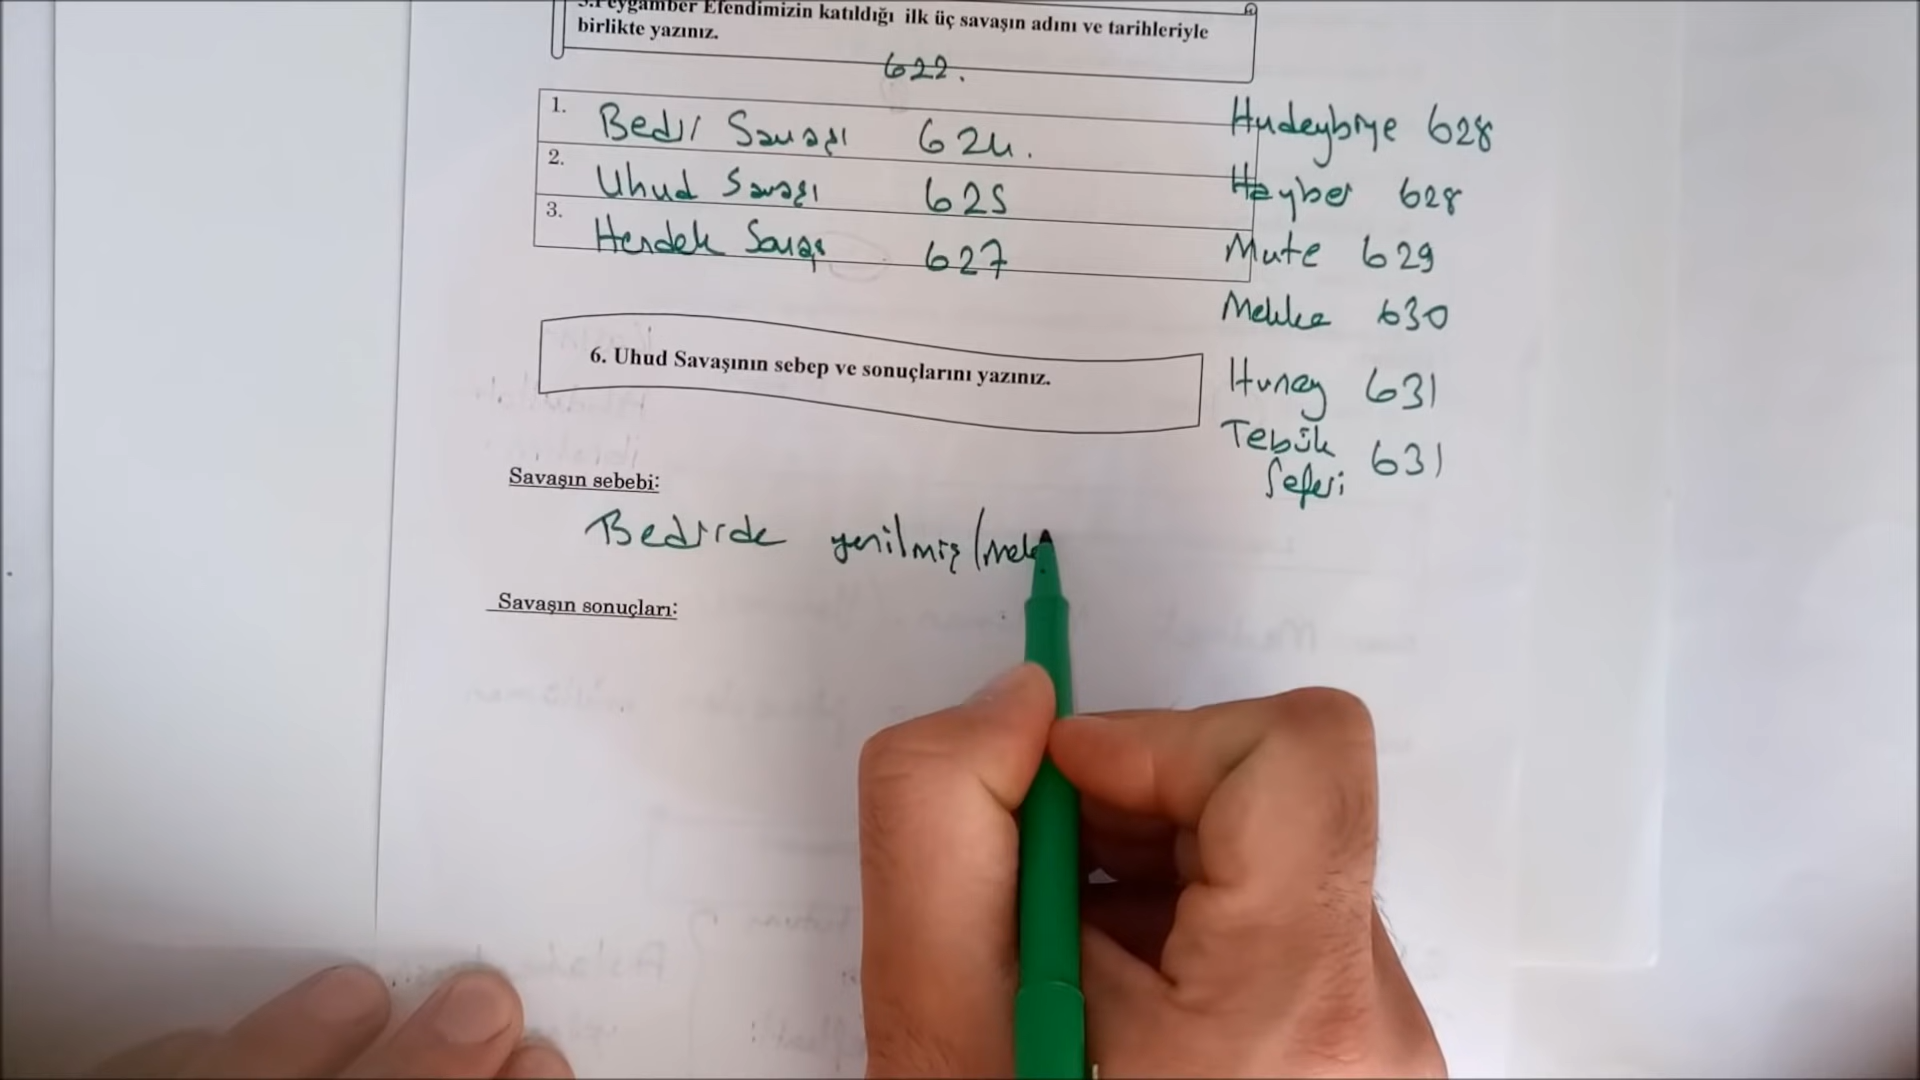 5.Peygamber Efendimizin katıldığı ilk üç savaşın adını ve tarihleriyle
birlikte yazınız.
622.
1. Bedir Savaşı 624.
2. Uhud Savaşı 625
3. Hendek Savaşı 627
Hudeybiye 628
Hayber 628
Mute 629
Mekke 630
Huney 631
Tebük 631
Seferi
6. Uhud Savaşının sebep ve sonuçlarını yazınız.
Savaşın sebebi:
Bedirde yenilmiş (mek
Savaşın sonuçları: